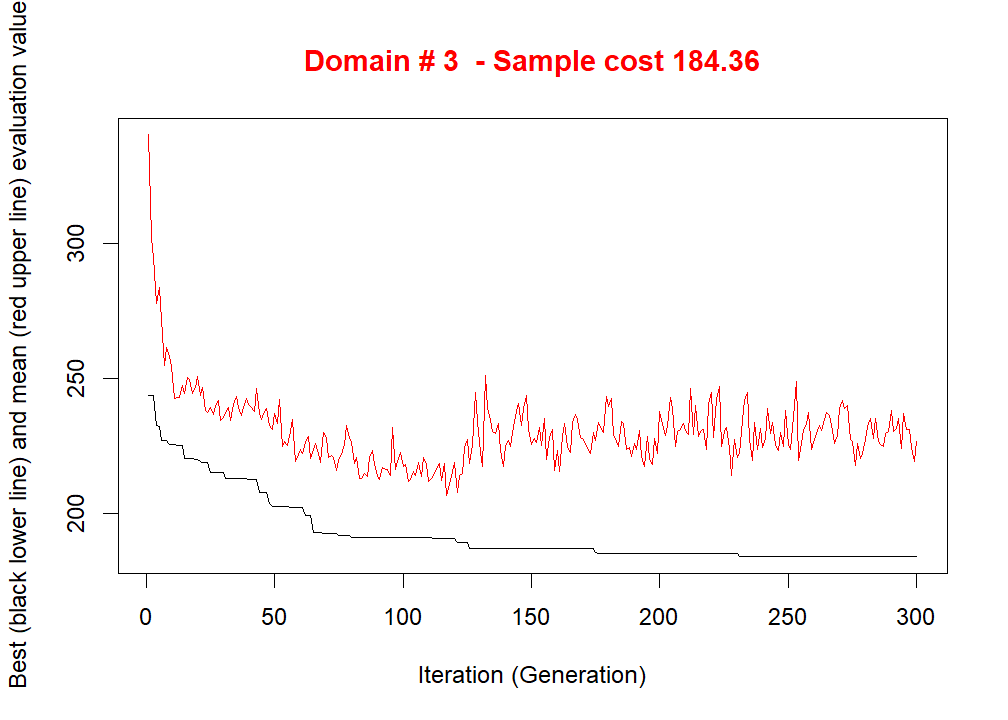 Domain # 3  - Sample cost 184.36
Best (black lower line) and mean (red upper line) evaluation value
300
250
200
0 50 100 150 200 250 300
Iteration (Generation)